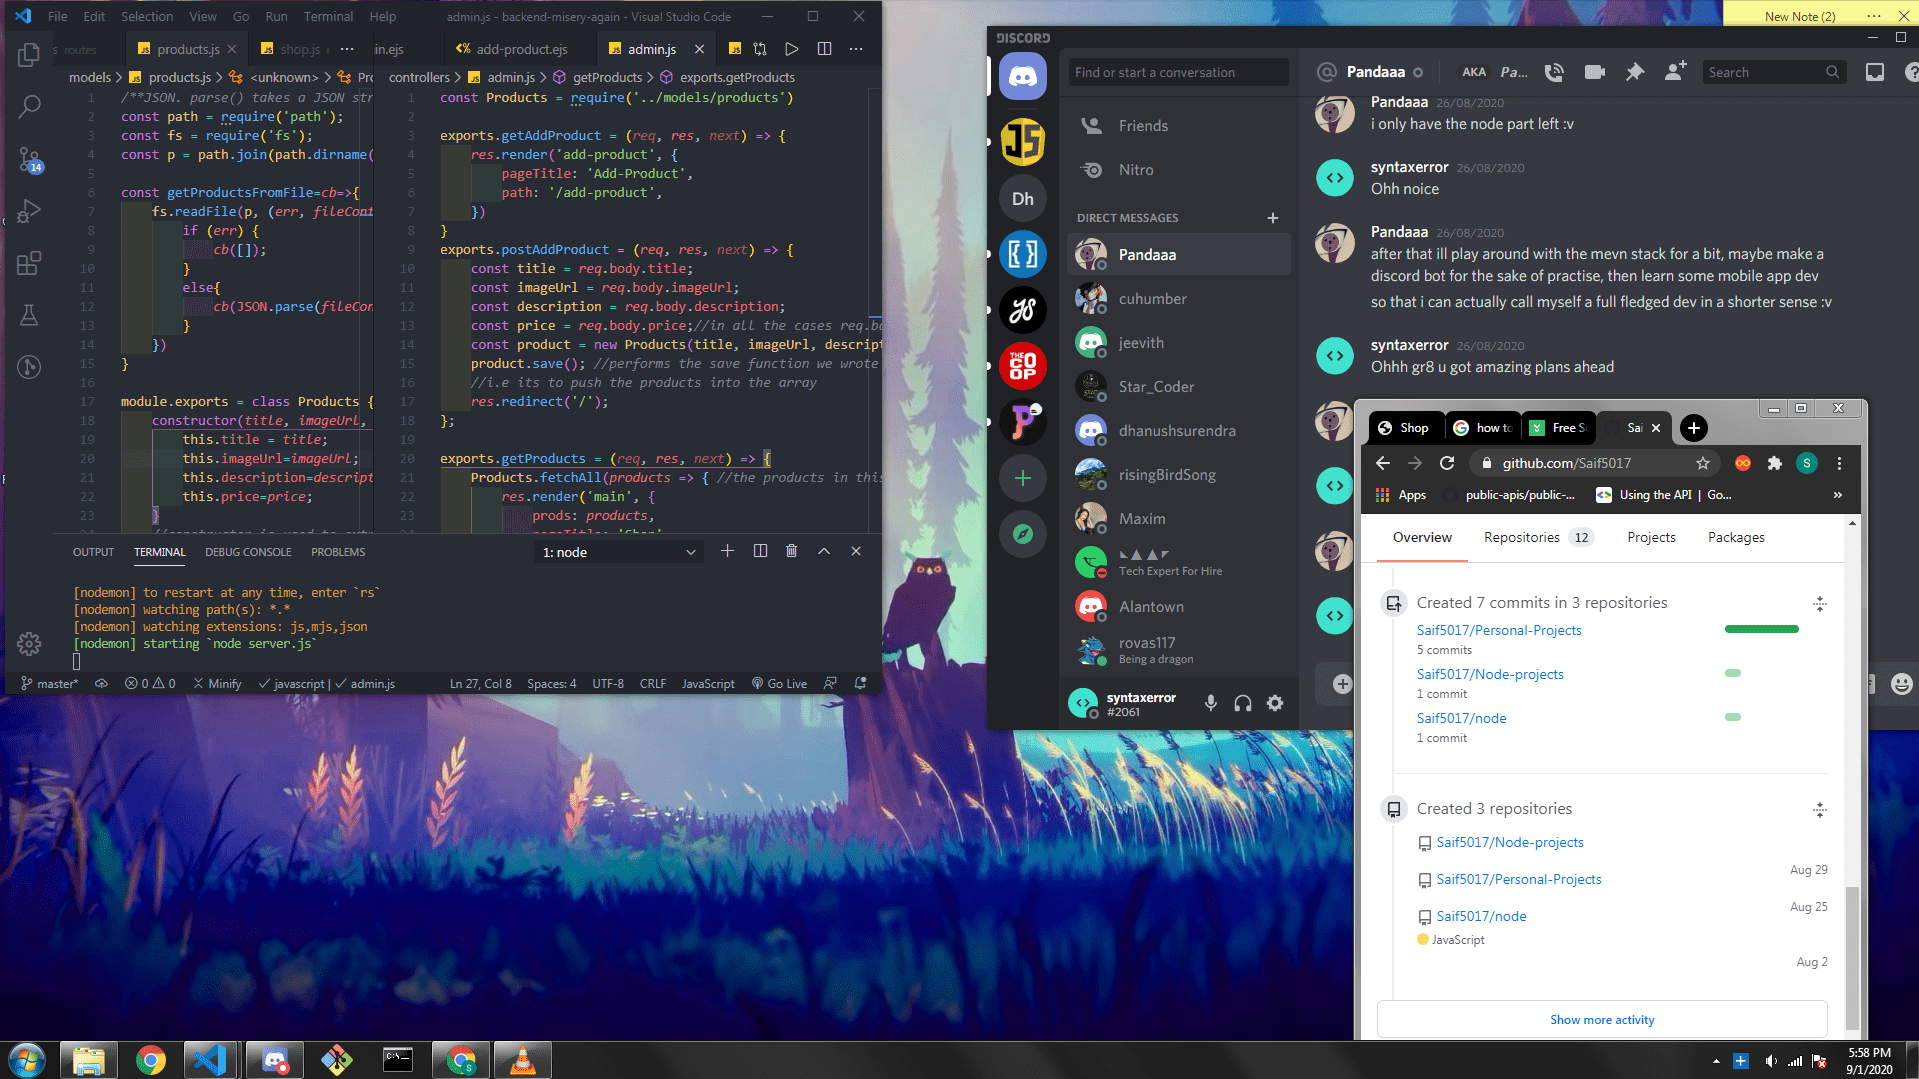 File Edit Selection View Go Run Terminal Help admin.js - backend-misery-again - Visual Studio Code
routes products.js shop.js
in.ejs add-product.ejs admin.js
models > products.js > <unknown> >
controllers > admin.js > getProducts > exports.getProducts
1 /**JSON. parse() takes a JSON str
2 const path = require('path');
3 const fs = require('fs');
4 const p = path.join(path.dirname(
5
6 const getProductsFromFile=cb=>{
7 fs.readFile(p, (err, fileCont
8 if (err) {
9 cb([]);
10 }
11 else{
12 cb(JSON.parse(fileCon
13 }
14 })
15 }
16
17 module.exports = class Products {
18 constructor(title, imageUrl,
19 this.title = title;
20 this.imageUrl=imageUrl;
21 this.description=descript
22 this.price=price;
23 }
1 const Products = require('../models/products')
2
3 exports.getAddProduct = (req, res, next) => {
4 res.render('add-product', {
5 pageTitle: 'Add-Product',
6 path: '/add-product',
7 })
8 }
9 exports.postAddProduct = (req, res, next) => {
10 const title = req.body.title;
11 const imageUrl = req.body.imageUrl;
12 const description = req.body.description;
13 const price = req.body.price;//in all the cases req.bo
14 const product = new Products(title, imageUrl, descript
15 product.save(); //performs the save function we wrote
16 //i.e its to push the products into the array
17 res.redirect('/');
18 };
19
20 exports.getProducts = (req, res, next) => {
21 Products.fetchAll(products => { //the products in this
22 res.render('main', {
23 prods: products,
OUTPUT TERMINAL DEBUG CONSOLE PROBLEMS 1: node
[nodemon] to restart at any time, enter `rs`
[nodemon] watching path(s): *.*
[nodemon] watching extensions: js,mjs,json
[nodemon] starting `node server.js`
14
master* 0 0 Minify javascript | admin.js Ln 27, Col 8 Spaces: 4 UTF-8 CRLF JavaScript Go Live
New Note (2)
DISCORD
JS
Dh
THE CO OP
Find or start a conversation
Friends
Nitro
DIRECT MESSAGES
Pandaaa
cuhumber
jeevith
Star_Coder
dhanushsurendra
risingBirdSong
Maxim
Tech Expert For Hire
Alantown
rovas117
Being a dragon
syntaxerror
#2061
@ Pandaaa AKA Pa... Search
Pandaaa 26/08/2020
i only have the node part left :v
syntaxerror 26/08/2020
Ohh noice
Pandaaa 26/08/2020
after that ill play around with the mevn stack for a bit, maybe make a
discord bot for the sake of practise, then learn some mobile app dev
so that i can actually call myself a full fledged dev in a shorter sense :v
syntaxerror 26/08/2020
Ohhh gr8 u got amazing plans ahead
Shop how to Free Sc Sai
github.com/Saif5017 S
Apps public-apis/public-... Using the API | Go... »
Overview Repositories 12 Projects Packages
Created 7 commits in 3 repositories
Saif5017/Personal-Projects
5 commits
Saif5017/Node-projects
1 commit
Saif5017/node
1 commit
Created 3 repositories
Saif5017/Node-projects
Aug 29
Saif5017/Personal-Projects
Aug 25
Saif5017/node
JavaScript
Aug 2
Show more activity
5:58 PM
9/1/2020